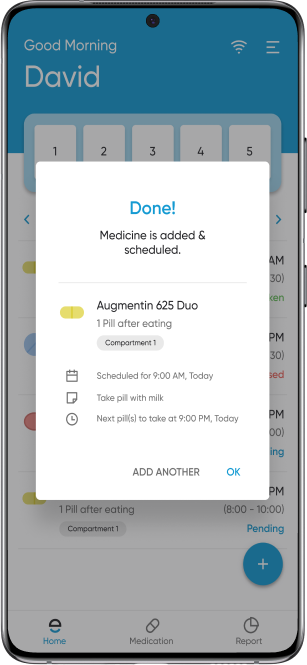 Good Morning
David
1 2 3 4 5
Done!
Medicine is added &
scheduled.
AM
30)
Augmentin 625 Duo
1 Pill after eating
Compartment 1
PM
Scheduled for 9:00 AM, Today
Take pill with milk
Next pill(s) to take at 9:00 PM, Today
PM
00)
ADD ANOTHER OK
PM
1 Pill after eating (8:00 - 10:00)
Compartment 1 Pending
+
Home Medication Report